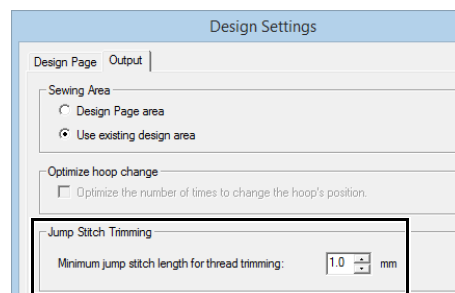 Design Settings
Design Page Output
Sewing Area
Design Page area
Use existing design area
Optimize hoop change
Optimize the number of times to change the hoop's position.
Jump Stitch Trimming
Minimum jump stitch length for thread trimming: 1.0 mm